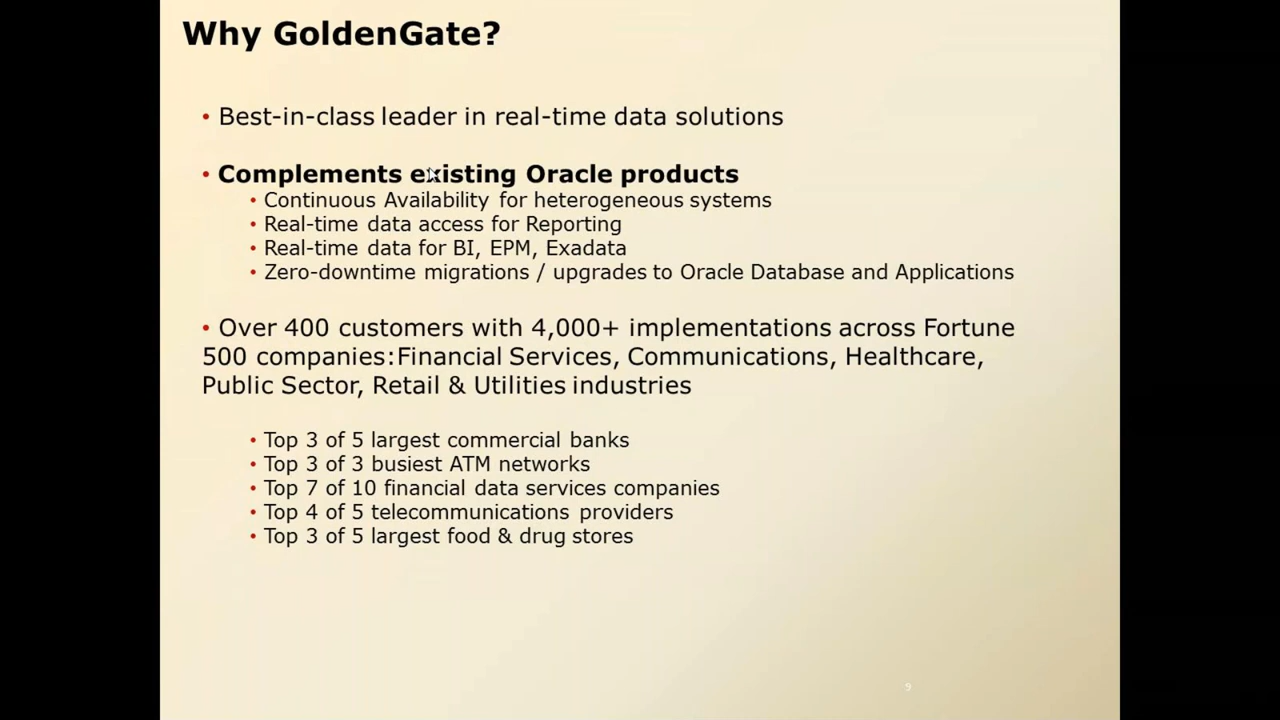 Why GoldenGate?
• Best-in-class leader in real-time data solutions
• Complements existing Oracle products
• Continuous Availability for heterogeneous systems
• Real-time data access for Reporting
• Real-time data for BI, EPM, Exadata
• Zero-downtime migrations / upgrades to Oracle Database and Applications
• Over 400 customers with 4,000+ implementations across Fortune
500 companies:Financial Services, Communications, Healthcare,
Public Sector, Retail & Utilities industries
• Top 3 of 5 largest commercial banks
• Top 3 of 3 busiest ATM networks
• Top 7 of 10 financial data services companies
• Top 4 of 5 telecommunications providers
• Top 3 of 5 largest food & drug stores
9